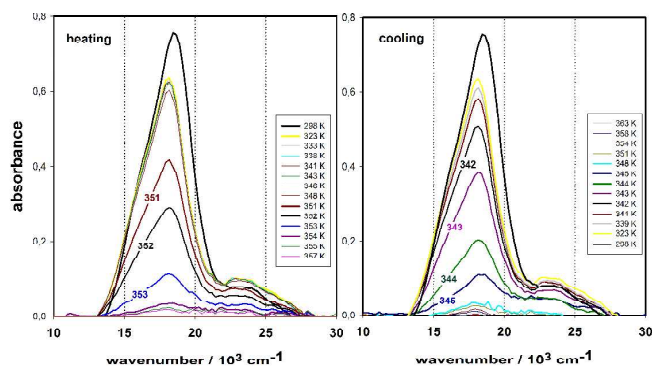 heating
cooling
absorbance
0,8
0,6
0,4
0,2
0,0
10
15
20
25
30
wavenumber / 10³ cm⁻¹
351
352
353
298 K
323 K
333 K
338 K
341 K
343 K
346 K
348 K
351 K
352 K
353 K
354 K
355 K
357 K
0,8
0,6
0,4
0,2
0,0
10
15
20
25
30
wavenumber / 10³ cm⁻¹
342
343
344
345
363 K
358 K
354 K
351 K
348 K
345 K
344 K
343 K
342 K
341 K
339 K
323 K
298 K